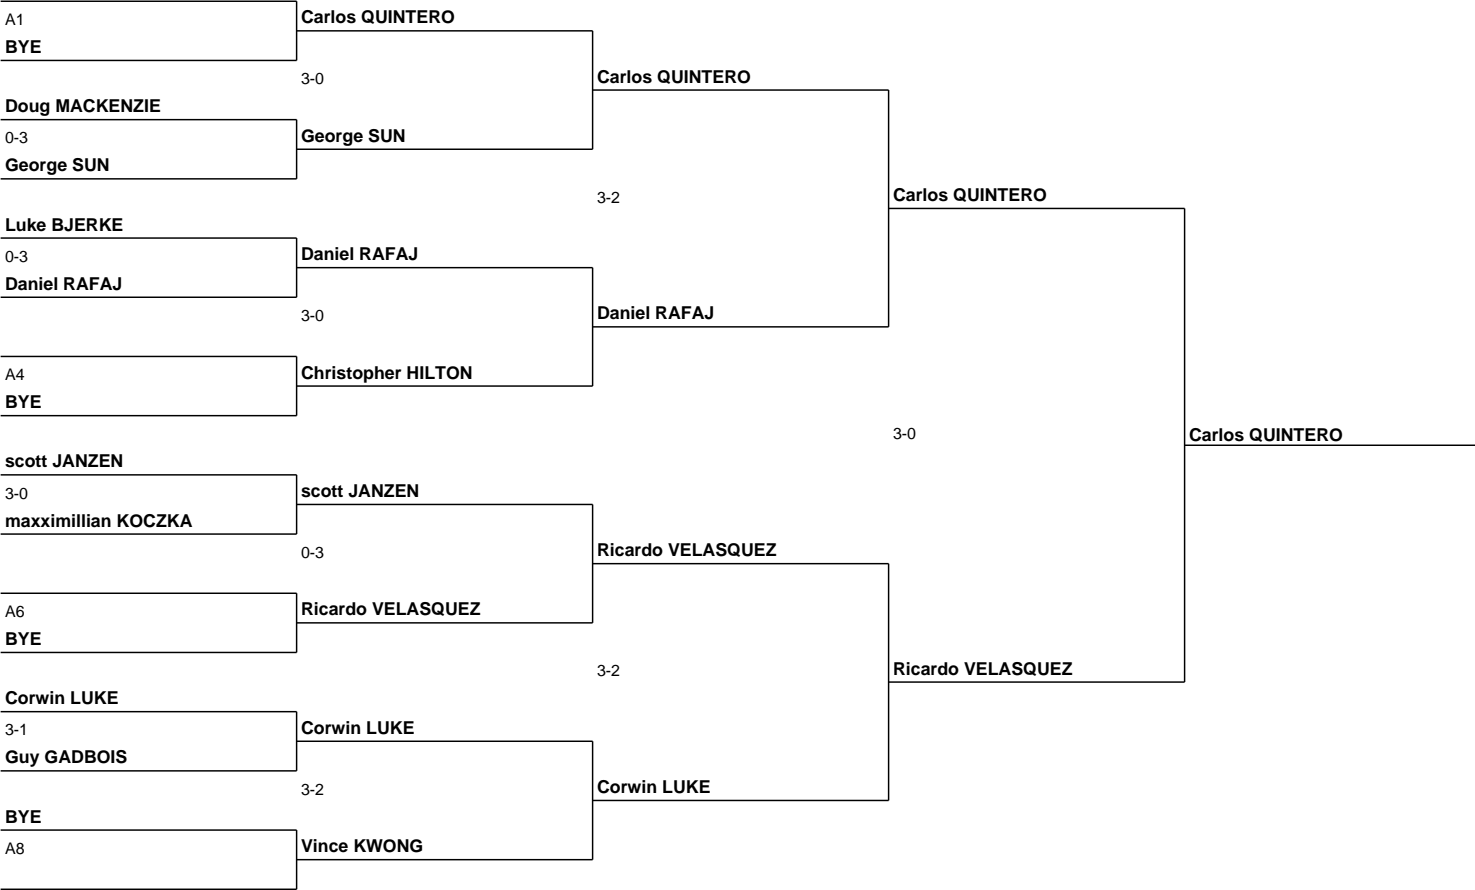 A1
BYE
Doug MACKENZIE
0-3
George SUN
Luke BJERKE
0-3
Daniel RAFAJ
A4
BYE
scott JANZEN
3-0
maxximillian KOCZKA
A6
BYE
Corwin LUKE
3-1
Guy GADBOIS
BYE
A8
Carlos QUINTERO
3-0
George SUN
Daniel RAFAJ
3-0
Christopher HILTON
scott JANZEN
0-3
Ricardo VELASQUEZ
Corwin LUKE
3-2
Vince KWONG
Carlos QUINTERO
3-2
Daniel RAFAJ
Ricardo VELASQUEZ
3-2
Corwin LUKE
Carlos QUINTERO
3-0
Ricardo VELASQUEZ
Carlos QUINTERO